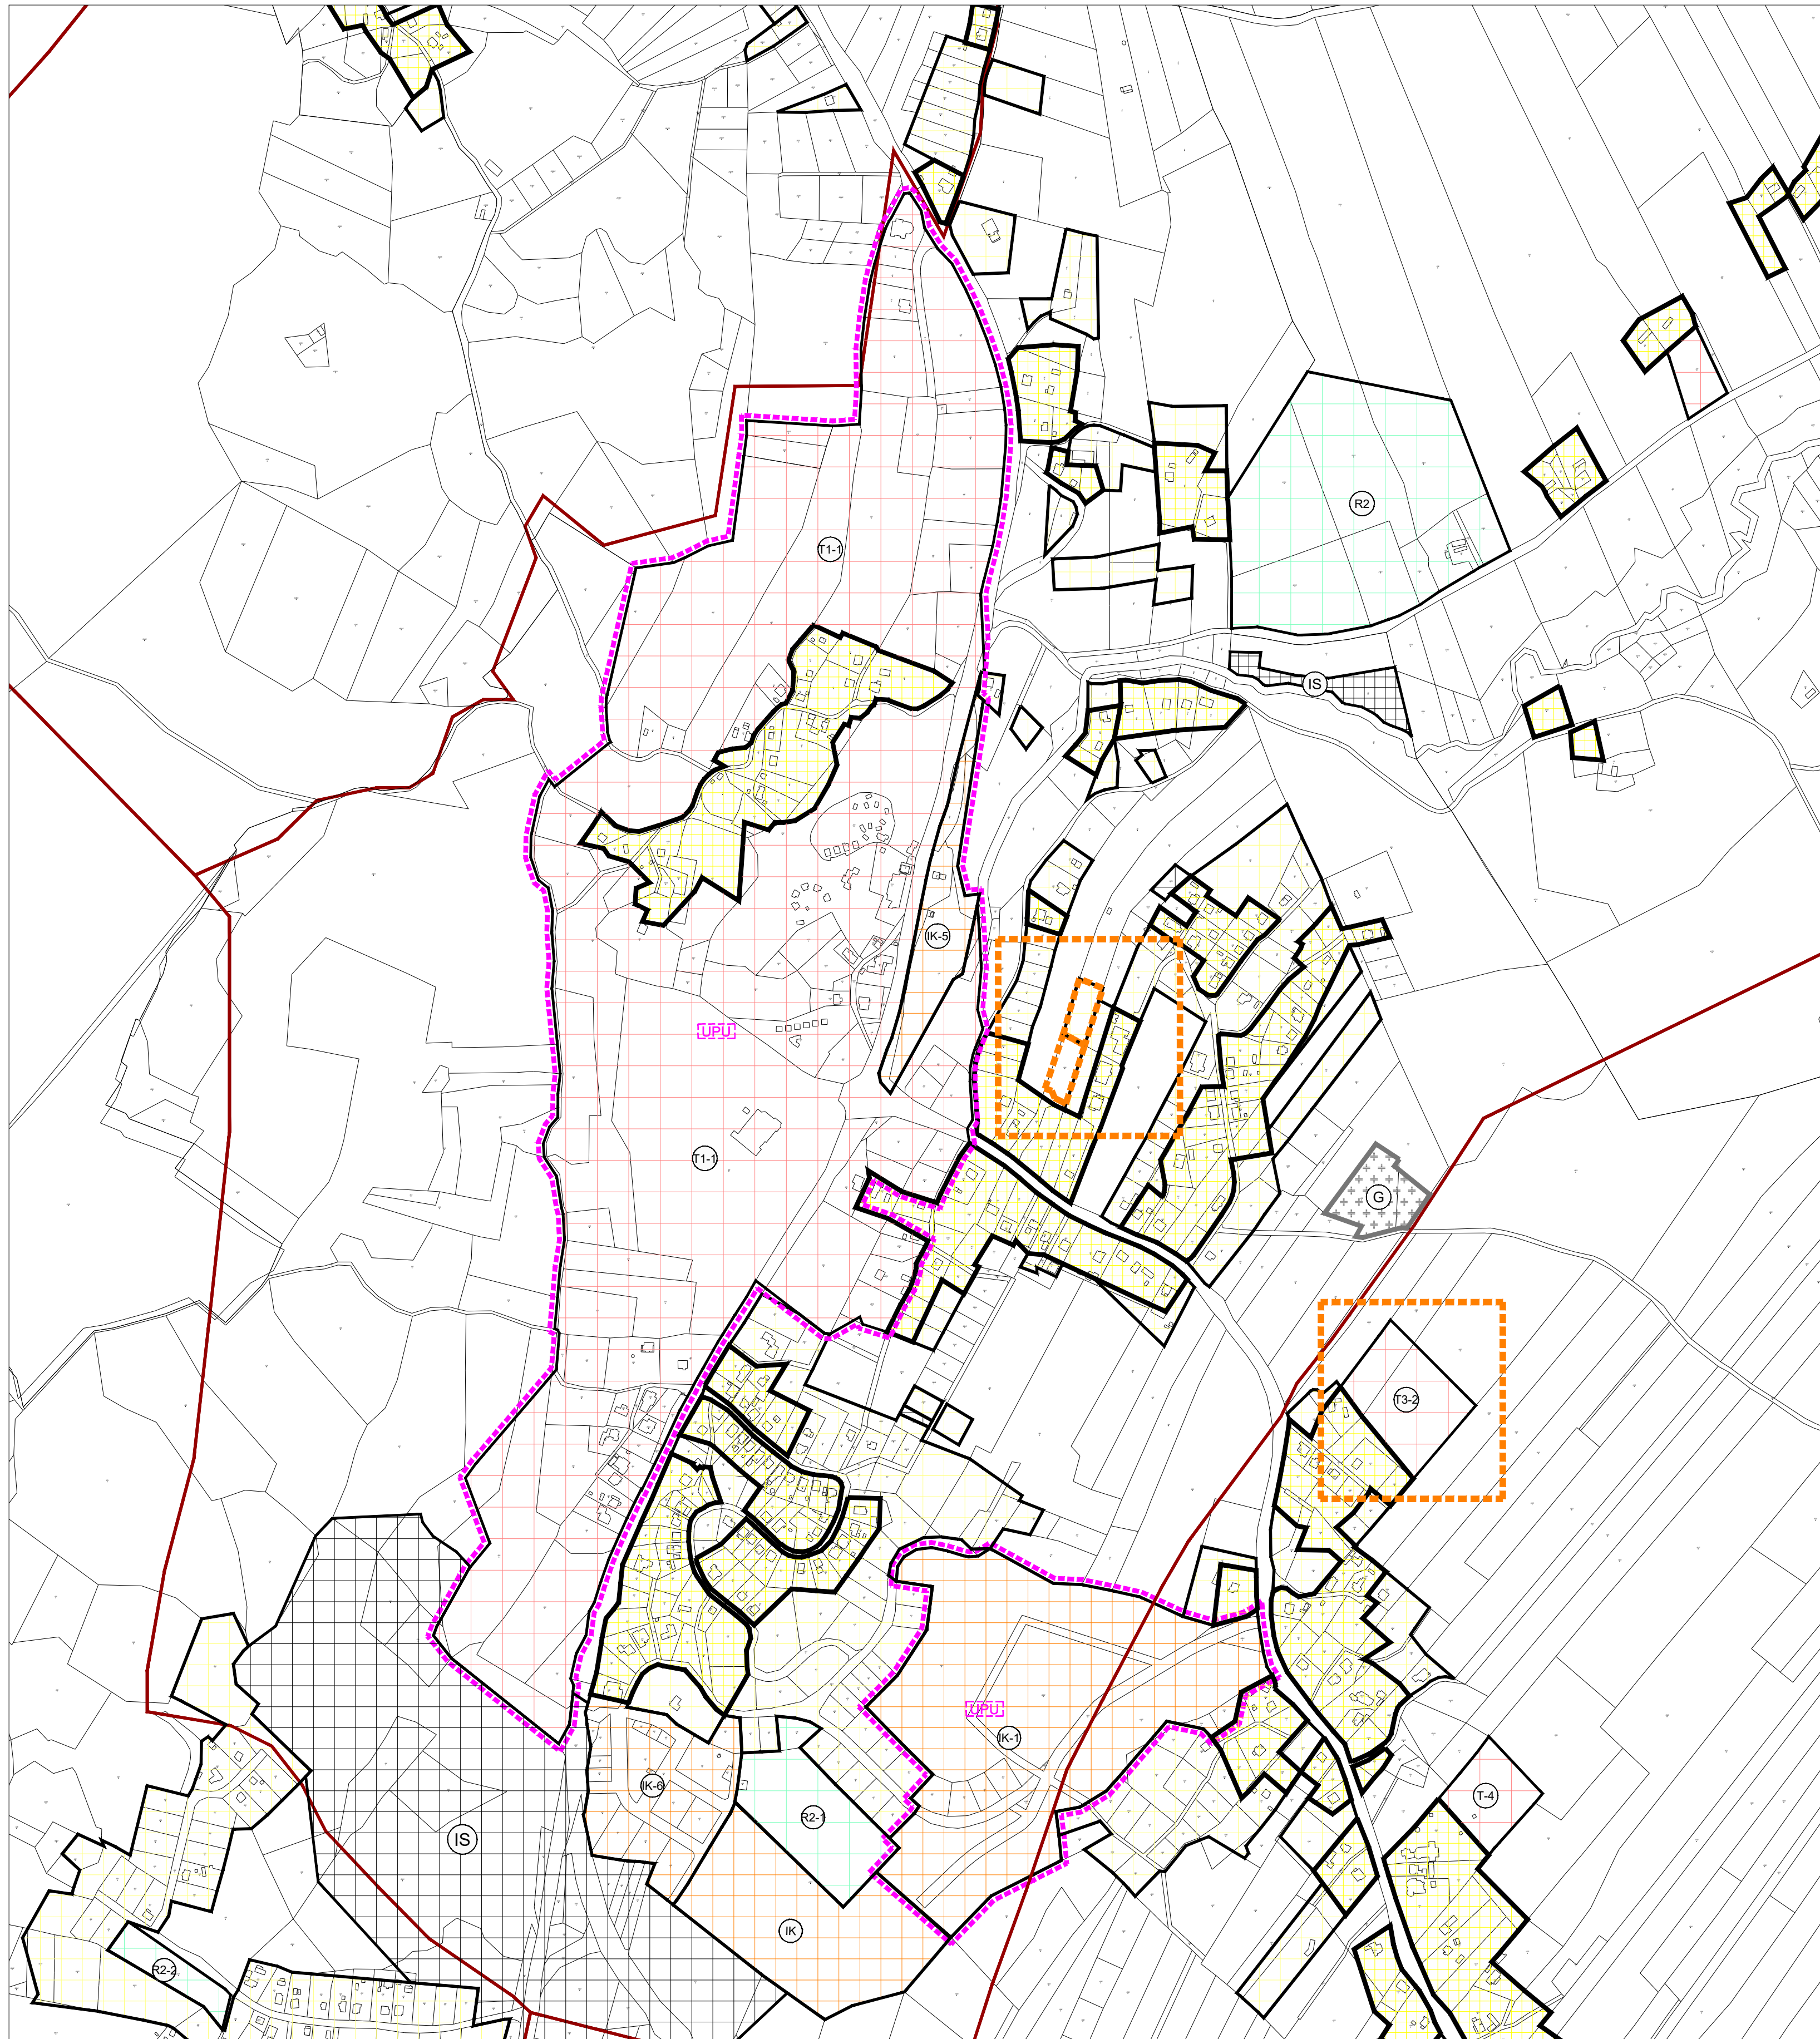 R2
T1-1
IS
IK-5
UPU
T1-1
G
T3-2
UPU
IK-1
IK-6
T-4
R2-1
IS
IK
R2-2